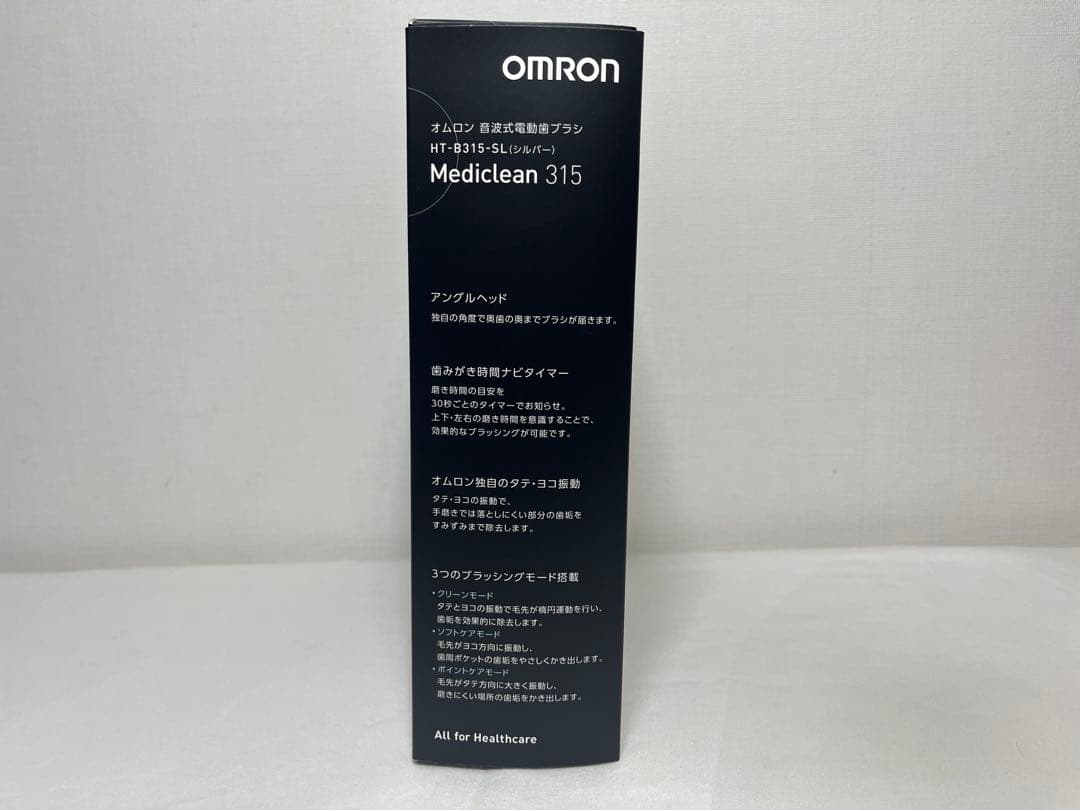 OMRON
オムロン 音波式電動歯ブラシ
HT-B315-SL(シルバー)
Mediclean 315
アングルヘッド
独自の角度で奥歯の奥までブラシが届きます。
歯みがき時間ナビタイマー
磨き時間の目安を
30秒ごとのタイマーでお知らせ。
上下・左右の磨き時間を意識することで、
効果的なブラッシングが可能です。
オムロン独自のタテ・ヨコ振動
タテ・ヨコの振動で、
手磨きでは落としにくい部分の歯垢を
すみずみまで除去します。
3つのブラッシングモード搭載
・クリーンモード
タテとヨコの振動で毛先が楕円運動を行い、
歯垢を効果的に除去します。
・ソフトケアモード
毛先がヨコ方向に振動し、
歯周ポケットの歯垢をやさしくかき出します。
・ポイントケアモード
毛先がタテ方向に大きく振動し、
磨きにくい場所の歯垢をかき出します。
All for Healthcare